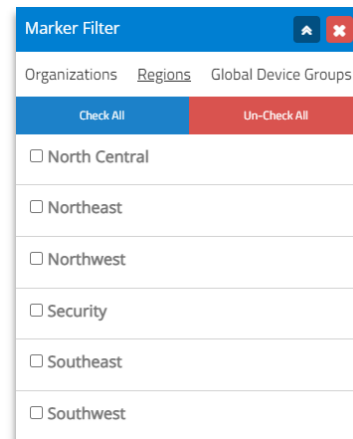 Marker Filter
Organizations Regions Global Device Groups
Check All Un-Check All
North Central
Northeast
Northwest
Security
Southeast
Southwest